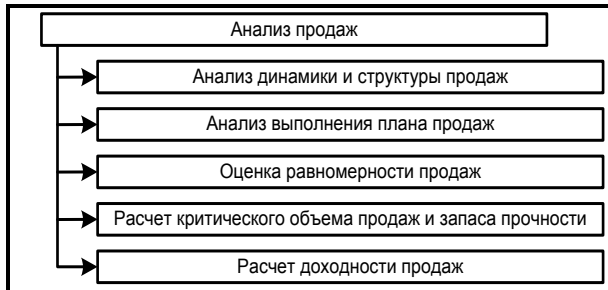 Анализ продаж
Анализ динамики и структуры продаж
Анализ выполнения плана продаж
Оценка равномерности продаж
Расчет критического объема продаж и запаса прочности
Расчет доходности продаж